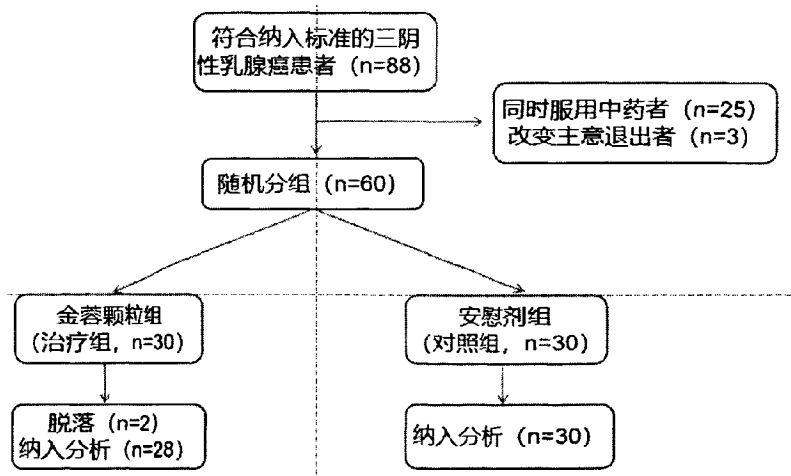 符合纳入标准的三阴
性乳腺癌患者（n=88）
同时服用中药者（n=25）
改变主意退出者（n=3）
随机分组（n=60）
金蓉颗粒组
（治疗组，n=30）
安慰剂组
（对照组，n=30）
脱落（n=2）
纳入分析（n=28）
纳入分析（n=30）